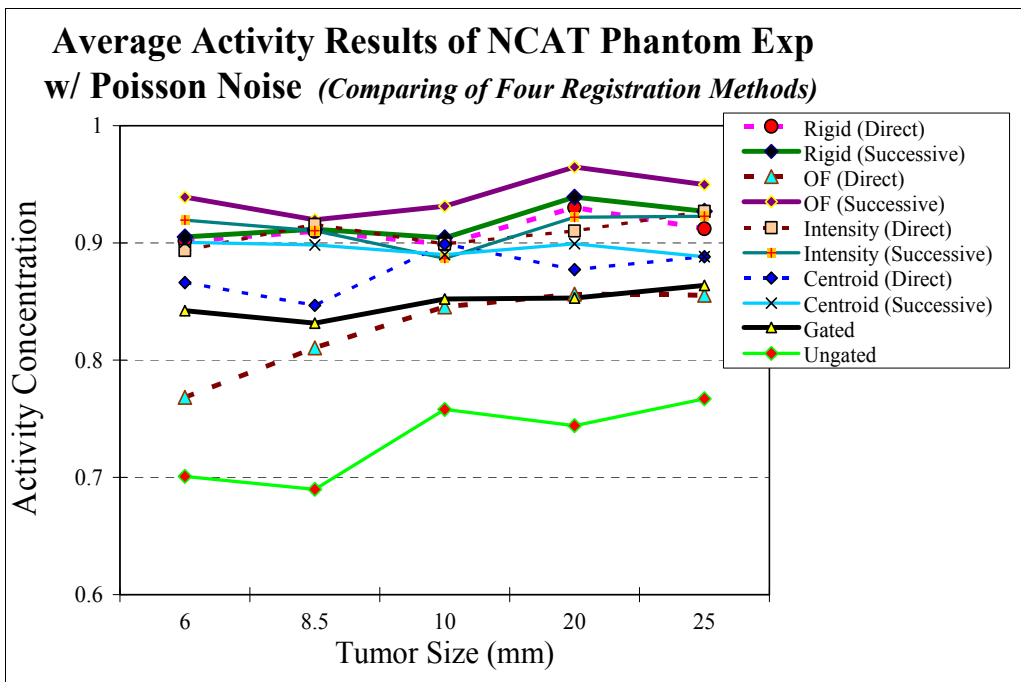 Average Activity Results of NCAT Phantom Exp
w/ Poisson Noise (Comparing of Four Registration Methods)
Rigid (Direct)
Rigid (Successive)
OF (Direct)
OF (Successive)
Intensity (Direct)
Intensity (Successive)
Centroid (Direct)
Centroid (Successive)
Gated
Ungated
Activity Concentration
1
0.9
0.8
0.7
0.6
6 8.5 10 20 25
Tumor Size (mm)